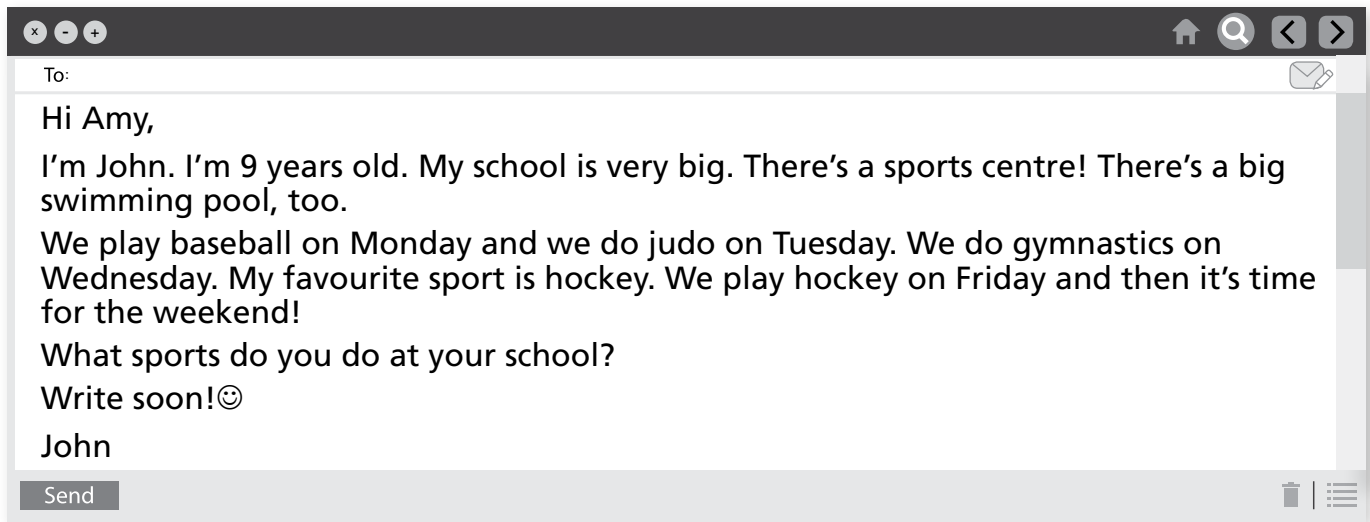 To:
Hi Amy,
I’m John. I’m 9 years old. My school is very big. There’s a sports centre! There’s a big
swimming pool, too.
We play baseball on Monday and we do judo on Tuesday. We do gymnastics on
Wednesday. My favourite sport is hockey. We play hockey on Friday and then it’s time
for the weekend!
What sports do you do at your school?
Write soon!☺
John
Send